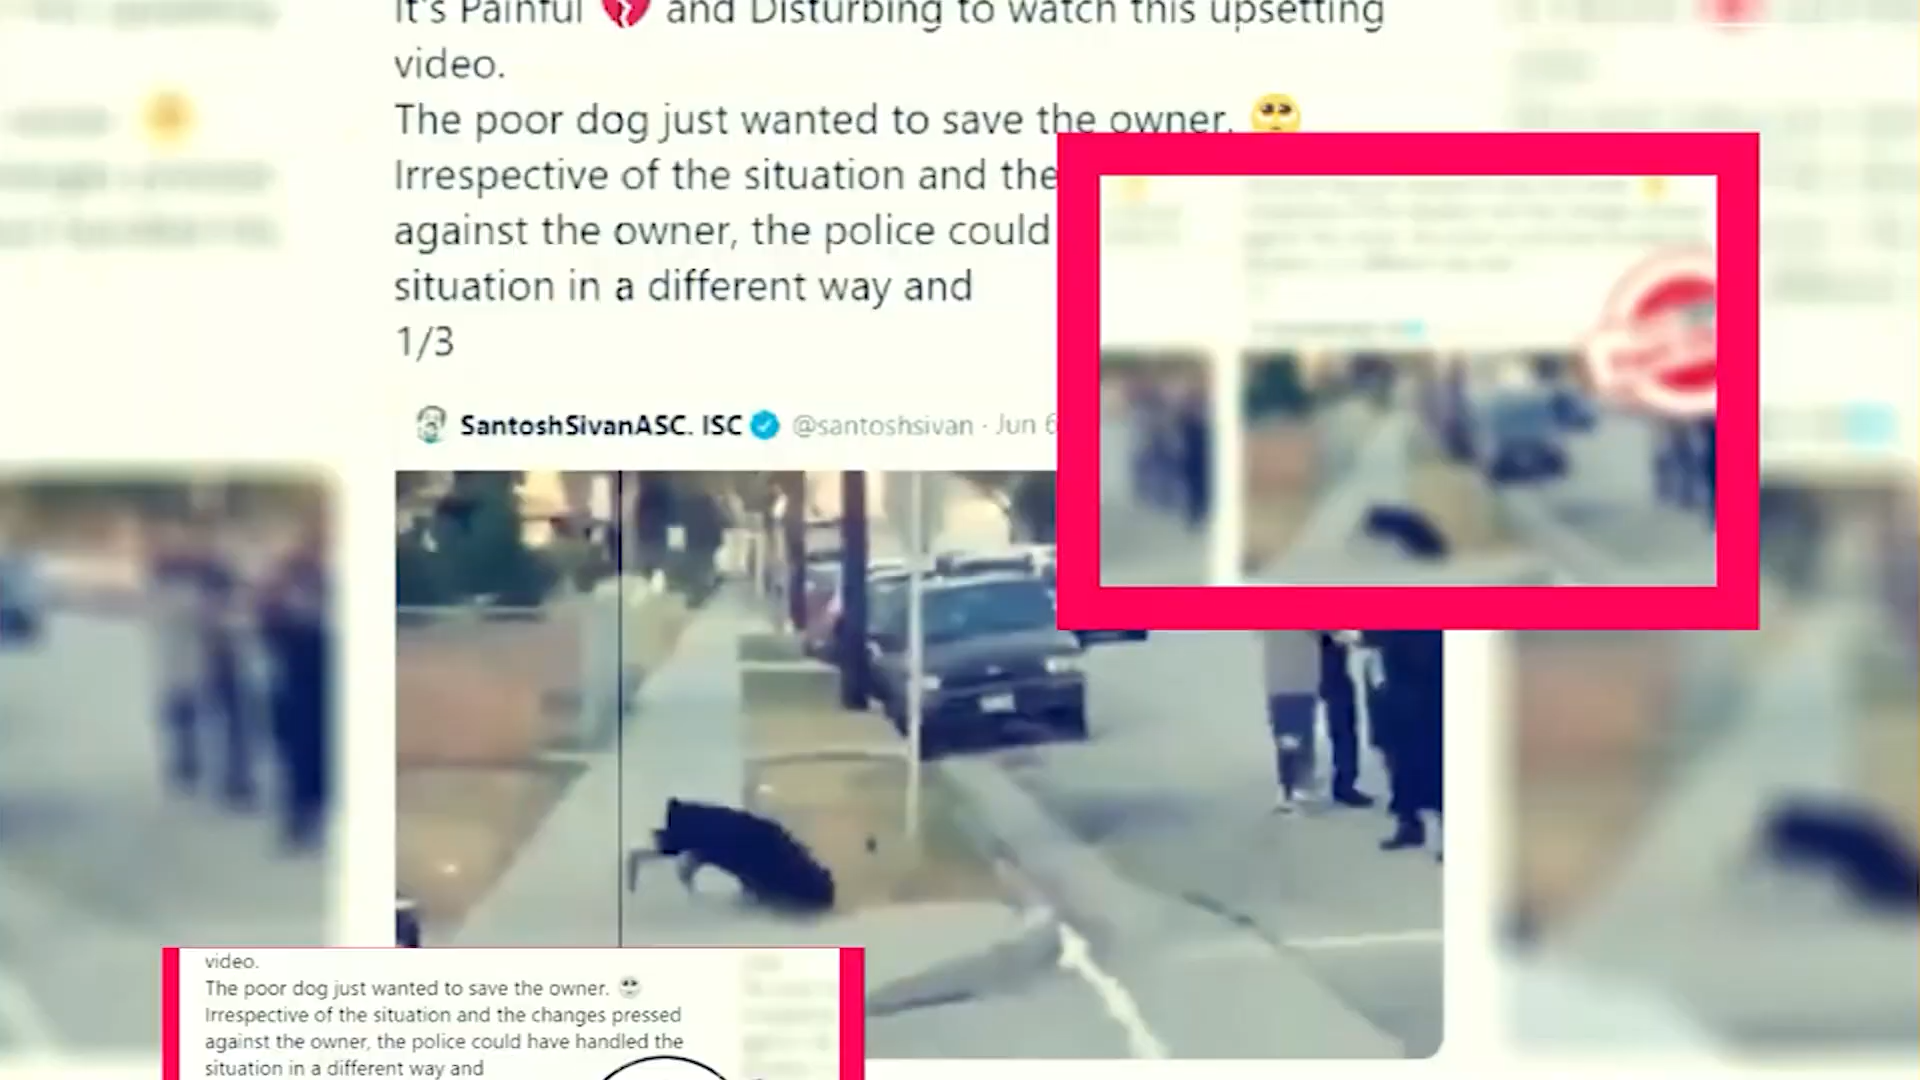 It's Painful 💔 and Disturbing to watch this upsetting
video.
The poor dog just wanted to save the owner. 🥺
Irrespective of the situation and the
against the owner, the police could
situation in a different way and
1/3
SantoshSivanASC. ISC @santoshsivan · Jun 6
video.
The poor dog just wanted to save the owner. 🥺
Irrespective of the situation and the changes pressed
against the owner, the police could have handled the
situation in a different way and